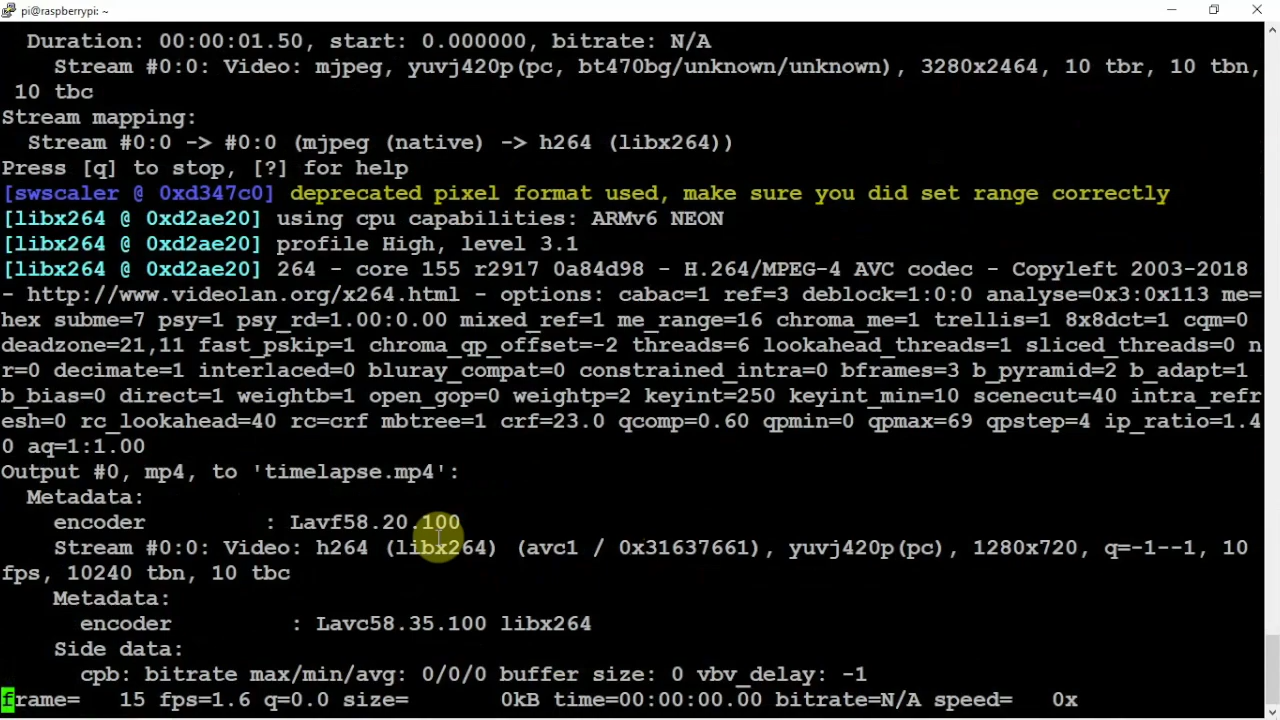 pi@raspberrypi: ~
Duration: 00:00:01.50, start: 0.000000, bitrate: N/A
Stream #0:0: Video: mjpeg, yuvj420p(pc, bt470bg/unknown/unknown), 3280x2464, 10 tbr, 10 tbn,
10 tbc
Stream mapping:
Stream #0:0 -> #0:0 (mjpeg (native) -> h264 (libx264))
Press [q] to stop, [?] for help
[swscaler @ 0xd347c0] deprecated pixel format used, make sure you did set range correctly
[libx264 @ 0xd2ae20] using cpu capabilities: ARMv6 NEON
[libx264 @ 0xd2ae20] profile High, level 3.1
[libx264 @ 0xd2ae20] 264 - core 155 r2917 0a84d98 - H.264/MPEG-4 AVC codec - Copyleft 2003-2018
- http://www.videolan.org/x264.html - options: cabac=1 ref=3 deblock=1:0:0 analyse=0x3:0x113 me=
hex subme=7 psy=1 psy_rd=1.00:0.00 mixed_ref=1 me_range=16 chroma_me=1 trellis=1 8x8dct=1 cqm=0
deadzone=21,11 fast_pskip=1 chroma_qp_offset=-2 threads=6 lookahead_threads=1 sliced_threads=0 n
r=0 decimate=1 interlaced=0 bluray_compat=0 constrained_intra=0 bframes=3 b_pyramid=2 b_adapt=1
b_bias=0 direct=1 weightb=1 open_gop=0 weightp=2 keyint=250 keyint_min=10 scenecut=40 intra_refr
esh=0 rc_lookahead=40 rc=crf mbtree=1 crf=23.0 qcomp=0.60 qpmin=0 qpmax=69 qpstep=4 ip_ratio=1.4
0 aq=1:1.00
Output #0, mp4, to 'timelapse.mp4':
Metadata:
encoder : Lavf58.20.100
Stream #0:0: Video: h264 (libx264) (avc1 / 0x31637661), yuvj420p(pc), 1280x720, q=-1--1, 10
fps, 10240 tbn, 10 tbc
Metadata:
encoder : Lavc58.35.100 libx264
Side data:
cpb: bitrate max/min/avg: 0/0/0 buffer size: 0 vbv_delay: -1
frame= 15 fps=1.6 q=0.0 size= 0kB time=00:00:00.00 bitrate=N/A speed= 0x